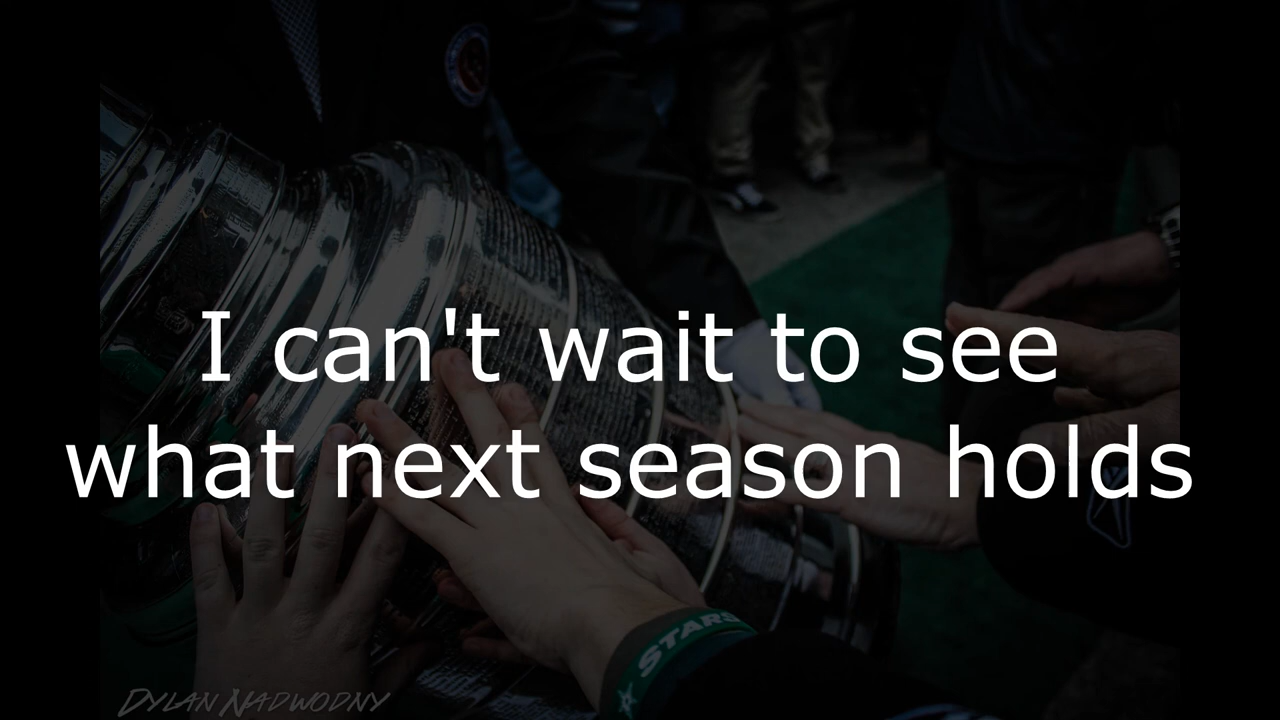 I can't wait to see
what next season holds
STARS
DYLAN NADWODNY